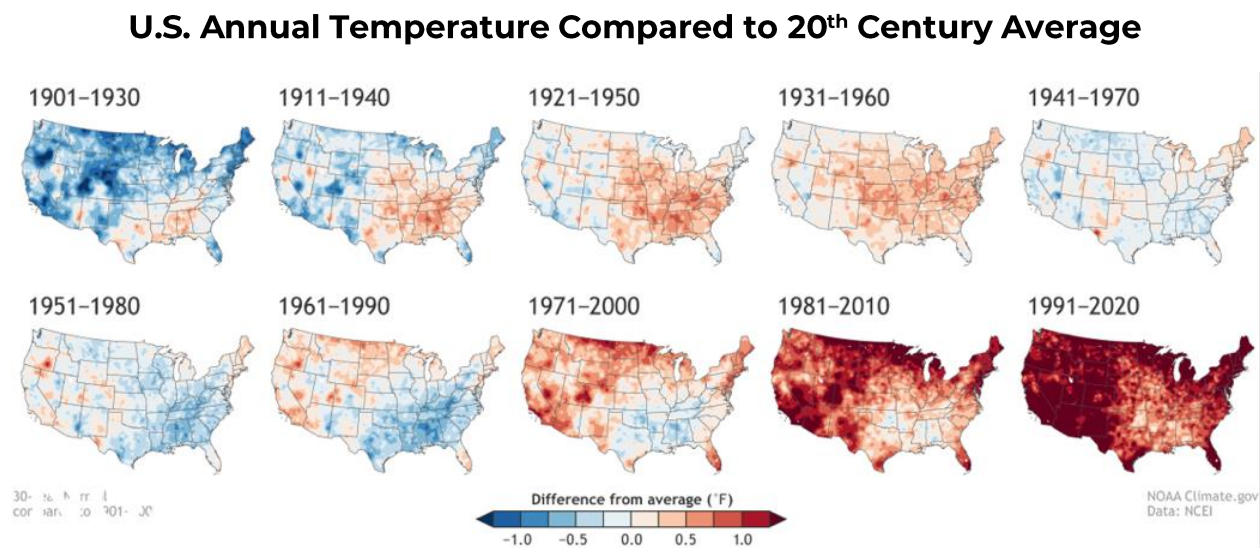 U.S. Annual Temperature Compared to 20th Century Average
1901–1930
1911–1940
1921–1950
1931–1960
1941–1970
1951–1980
1961–1990
1971–2000
1981–2010
1991–2020
30-
Difference from average (°F)
-1.0 -0.5 0.0 0.5 1.0
NOAA Climate.gov
Data: NCEI